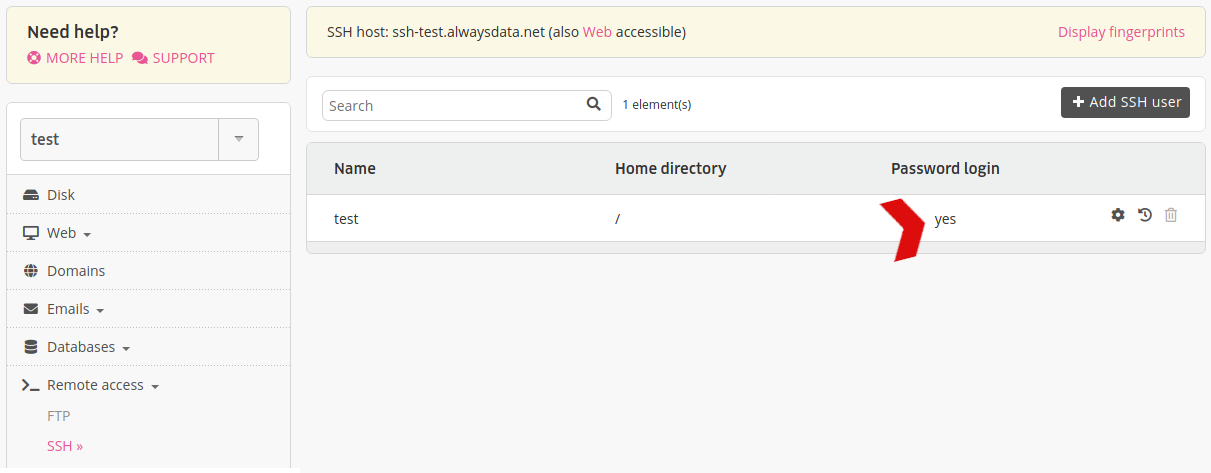 Need help?
MORE HELP SUPPORT
test
Disk
Web
Domains
Emails
Databases
Remote access
FTP
SSH »
SSH host: ssh-test.alwaysdata.net (also Web accessible)
Display fingerprints
Search
1 element(s)
Add SSH user
Name Home directory Password login
test / yes